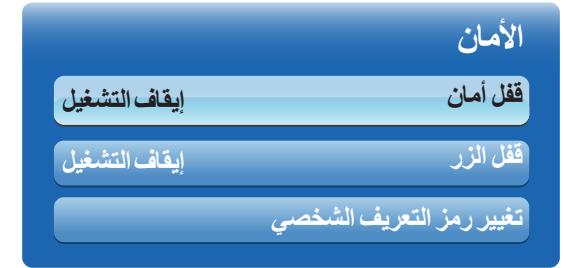 الأمان
قفل أمان إيقاف التشغيل
قفل الزر إيقاف التشغيل
تغيير رمز التعريف الشخصي